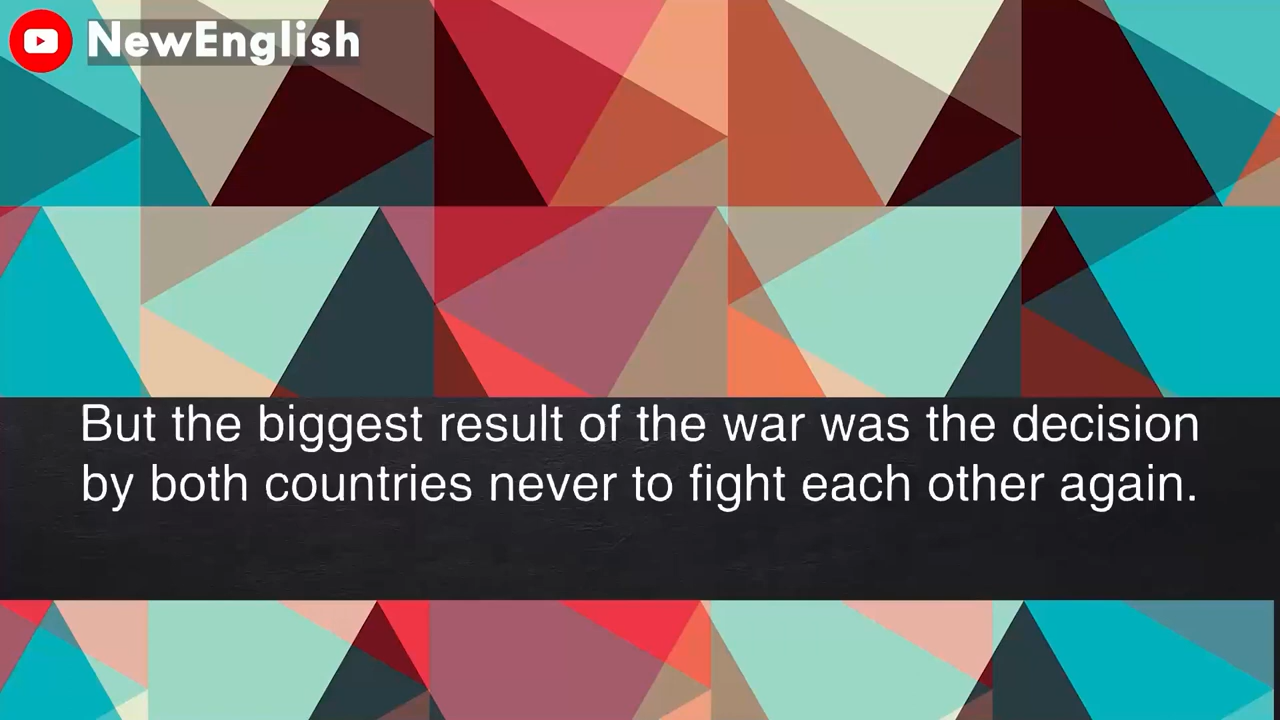 NewEnglish
But the biggest result of the war was the decision
by both countries never to fight each other again.